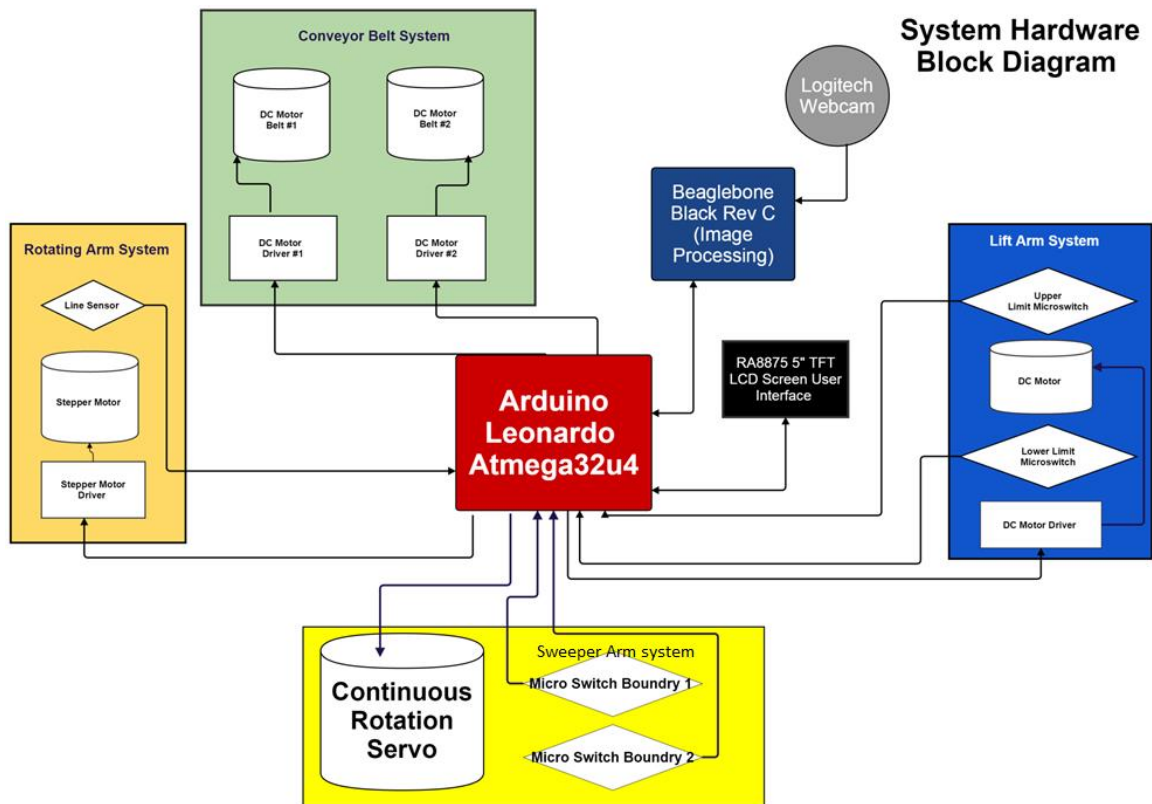 System Hardware
Block Diagram
Conveyor Belt System
DC Motor
Belt #1
DC Motor
Belt #2
DC Motor
Driver #1
DC Motor
Driver #2
Logitech
Webcam
Beaglebone
Black Rev C
(Image
Processing)
Rotating Arm System
Line Sensor
Stepper Motor
Stepper Motor
Driver
Arduino
Leonardo
Atmega32u4
RA8875 5" TFT
LCD Screen User
Interface
Lift Arm System
Upper
Limit Microswitch
DC Motor
Lower Limit
Microswitch
DC Motor Driver
Sweeper Arm system
Continuous
Rotation
Servo
Micro Switch Boundry 1
Micro Switch Boundry 2